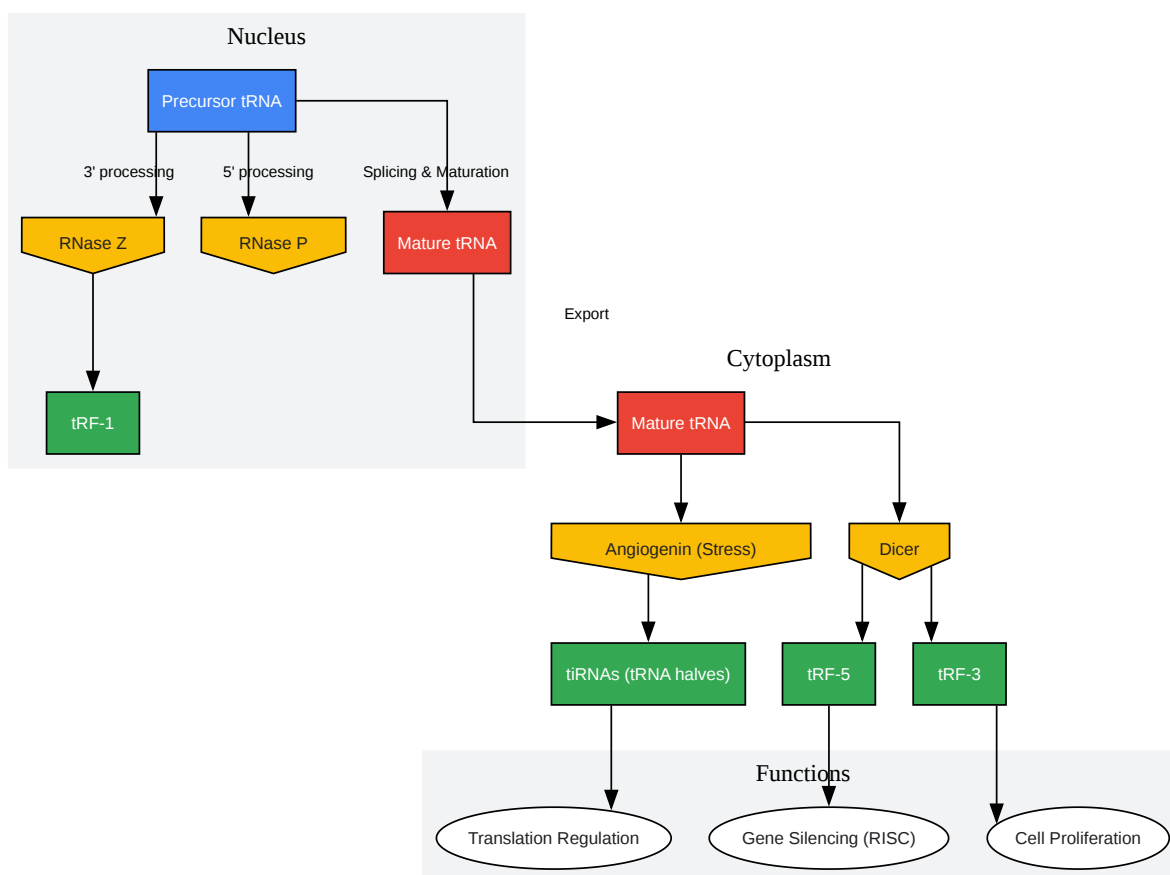 Nucleus
Precursor tRNA
3' processing
5' processing
Splicing & Maturation
RNase Z
RNase P
Mature tRNA
Export
Cytoplasm
tRF-1
Mature tRNA
Angiogenin (Stress)
Dicer
tiRNAs (tRNA halves)
tRF-5
tRF-3
Functions
Translation Regulation
Gene Silencing (RISC)
Cell Proliferation